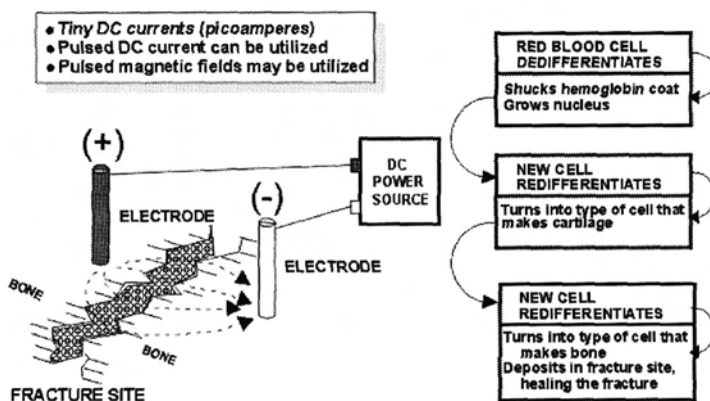 • Tiny DC currents (picoamperes)
• Pulsed DC current can be utilized
• Pulsed magnetic fields may be utilized
(+)
ELECTRODE
(-)
ELECTRODE
DC
POWER
SOURCE
BONE
BONE
FRACTURE SITE
RED BLOOD CELL
DEDIFFERENTIATES
Shucks hemoglobin coat
Grows nucleus
NEW CELL
REDIFFERENTIATES
Turns into type of cell that
makes cartilage
NEW CELL
REDIFFERENTIATES
Turns into type of cell that
makes bone
Deposits in fracture site,
healing the fracture